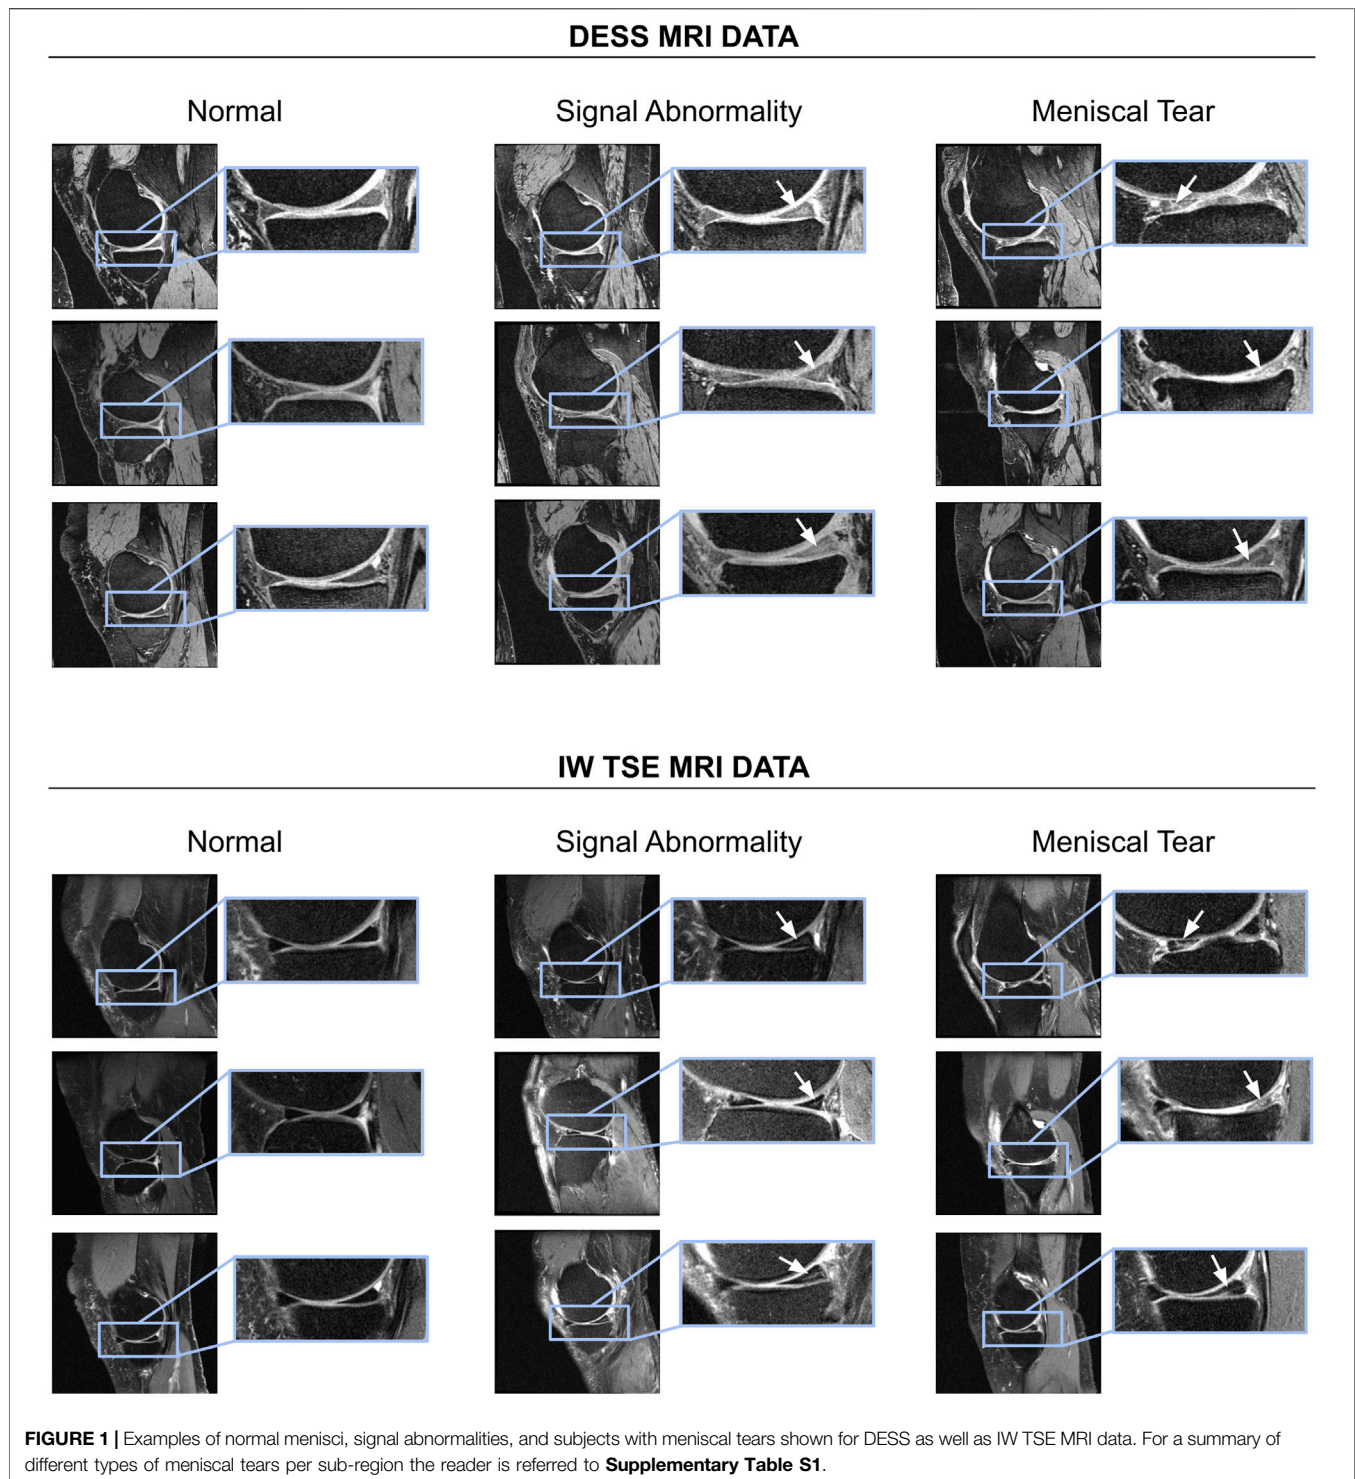 DESS MRI DATA
Normal
Signal Abnormality
Meniscal Tear
IW TSE MRI DATA
Normal
Signal Abnormality
Meniscal Tear
FIGURE 1 | Examples of normal menisci, signal abnormalities, and subjects with meniscal tears shown for DESS as well as IW TSE MRI data. For a summary of
different types of meniscal tears per sub-region the reader is referred to Supplementary Table S1.